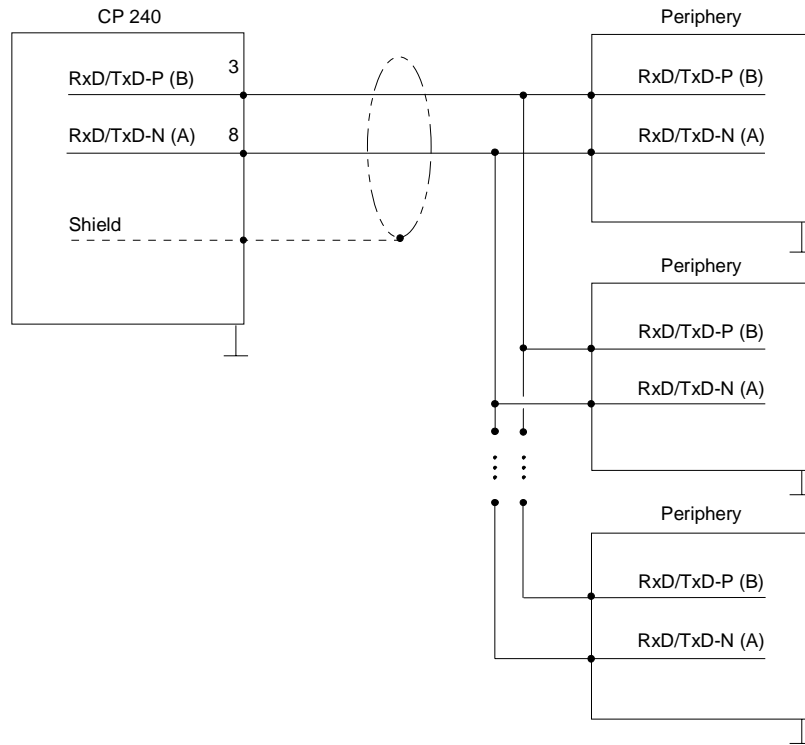 CP 240
RxD/TxD-P (B)
3
RxD/TxD-N (A)
8
Shield
Periphery
RxD/TxD-P (B)
RxD/TxD-N (A)
Periphery
RxD/TxD-P (B)
RxD/TxD-N (A)
Periphery
RxD/TxD-P (B)
RxD/TxD-N (A)